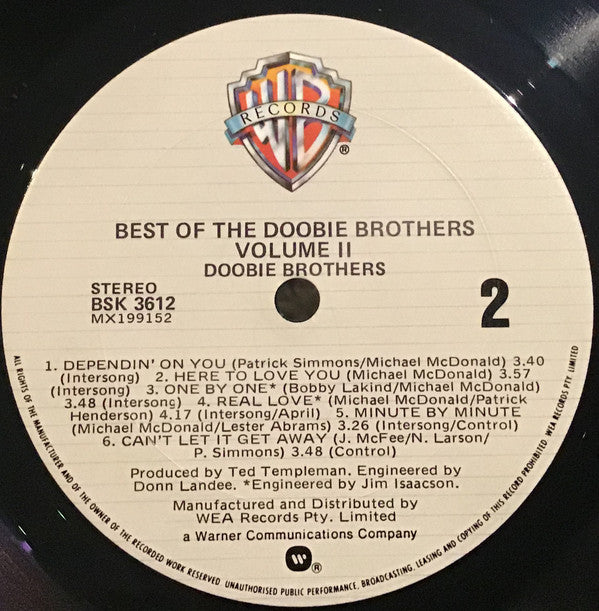 WB
RECORDS
®
BEST OF THE DOOBIE BROTHERS
VOLUME II
DOOBIE BROTHERS
STEREO
BSK 3612
MX199152
2
1. DEPENDIN' ON YOU (Patrick Simmons/Michael McDonald) 3.40
(Intersong) 2. HERE TO LOVE YOU (Michael McDonald) 3.57
(Intersong) 3. ONE BY ONE* (Bobby Lakind/Michael McDonald)
3.48 (Intersong) 4. REAL LOVE* (Michael McDonald/Patrick
Henderson) 4.17 (Intersong/April) 5. MINUTE BY MINUTE
(Michael McDonald/Lester Abrams) 3.26 (Intersong/Control)
6. CAN'T LET IT GET AWAY (J. McFee/N. Larson/
P. Simmons) 3.48 (Control)
Produced by Ted Templeman. Engineered by
Donn Landee. *Engineered by Jim Isaacson.
Manufactured and Distributed by
WEA Records Pty. Limited
a Warner Communications Company
W ®
ALL RIGHTS OF THE MANUFACTURER AND OF THE OWNER OF THE RECORDED WORK RESERVED. UNAUTHORISED PUBLIC PERFORMANCE, BROADCASTING, LEASING AND COPYING OF THIS RECORD PROHIBITED. WEA RECORDS PTY. LIMITED